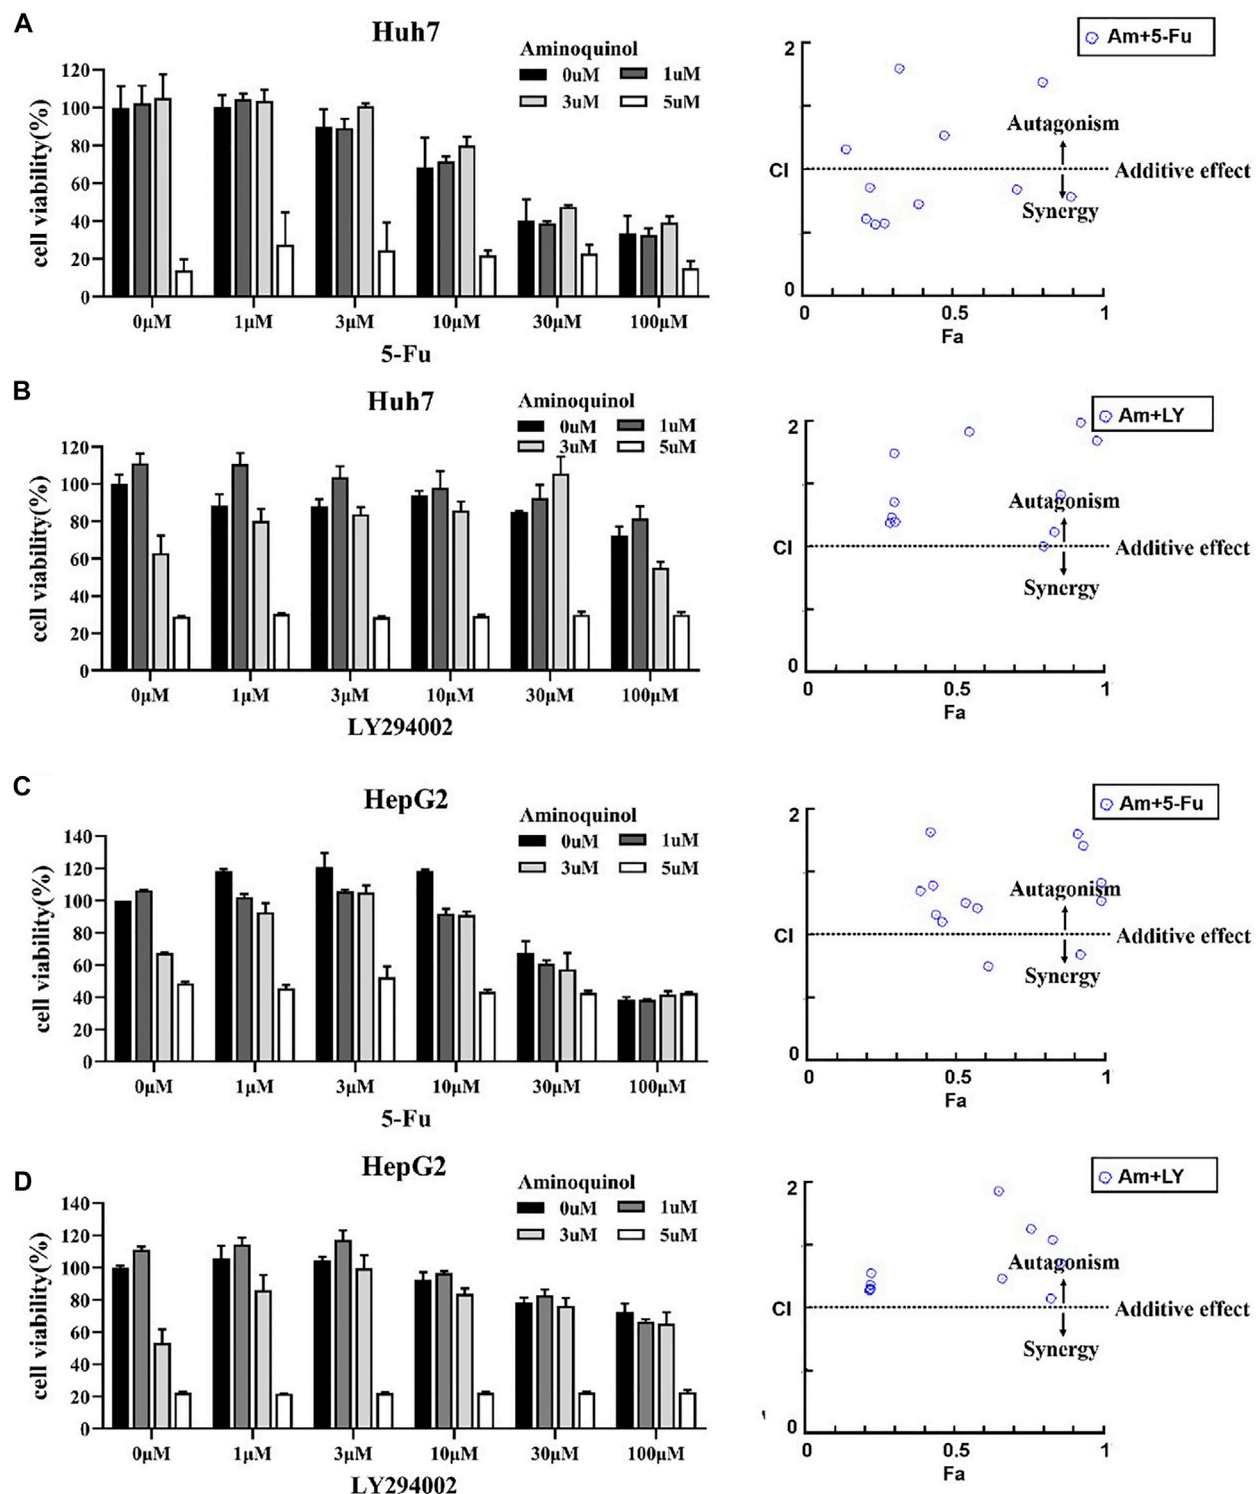 A
Huh7
Aminoquinol
0uM 1uM
3uM 5uM
cell viability(%)
120
100
80
60
40
20
0
0μM 1μM 3μM 10μM 30μM 100μM
5-Fu
Am+5-Fu
2
Autagonism
CI
Additive effect
Synergy
0
0 0.5 1
Fa
B
Huh7
Aminoquinol
0uM 1uM
3uM 5uM
cell viability(%)
120
100
80
60
40
20
0
0μM 1μM 3μM 10μM 30μM 100μM
LY294002
Am+LY
2
Autagonism
CI
Additive effect
Synergy
0
0 0.5 1
Fa
C
HepG2
Aminoquinol
0uM 1uM
3uM 5uM
cell viability(%)
140
120
100
80
60
40
20
0
0μM 1μM 3μM 10μM 30μM 100μM
5-Fu
Am+5-Fu
2
Autagonism
CI
Additive effect
Synergy
0
0 0.5 1
Fa
D
HepG2
Aminoquinol
0uM 1uM
3uM 5uM
cell viability(%)
140
120
100
80
60
40
20
0
0μM 1μM 3μM 10μM 30μM 100μM
LY294002
Am+LY
2
Autagonism
CI
Additive effect
Synergy
0
0 0.5 1
Fa